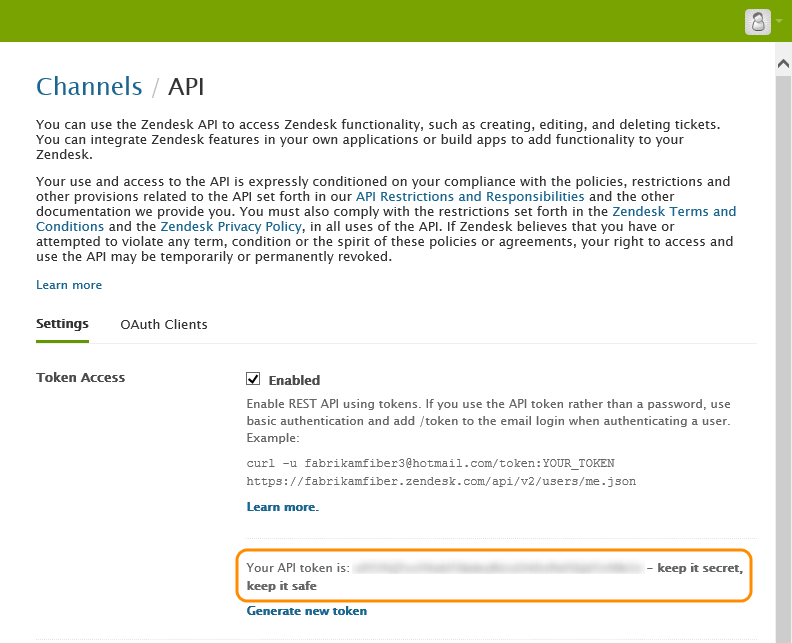 Channels / API
You can use the Zendesk API to access Zendesk functionality, such as creating, editing, and deleting tickets.
You can integrate Zendesk features in your own applications or build apps to add functionality to your
Zendesk.
Your use and access to the API is expressly conditioned on your compliance with the policies, restrictions and
other provisions related to the API set forth in our API Restrictions and Responsibilities and the other
documentation we provide you. You must also comply with the restrictions set forth in the Zendesk Terms and
Conditions and the Zendesk Privacy Policy, in all uses of the API. If Zendesk believes that you have or
attempted to violate any term, condition or the spirit of these policies or agreements, your right to access and
use the API may be temporarily or permanently revoked.
Learn more
Settings OAuth Clients
Token Access Enabled
Enable REST API using tokens. If you use the API token rather than a password, use
basic authentication and add /token to the email login when authenticating a user.
Example:
curl -u fabrikamfiber3@hotmail.com/token:YOUR_TOKEN
https://fabrikamfiber.zendesk.com/api/v2/users/me.json
Learn more.
Your API token is: – keep it secret,
keep it safe
Generate new token